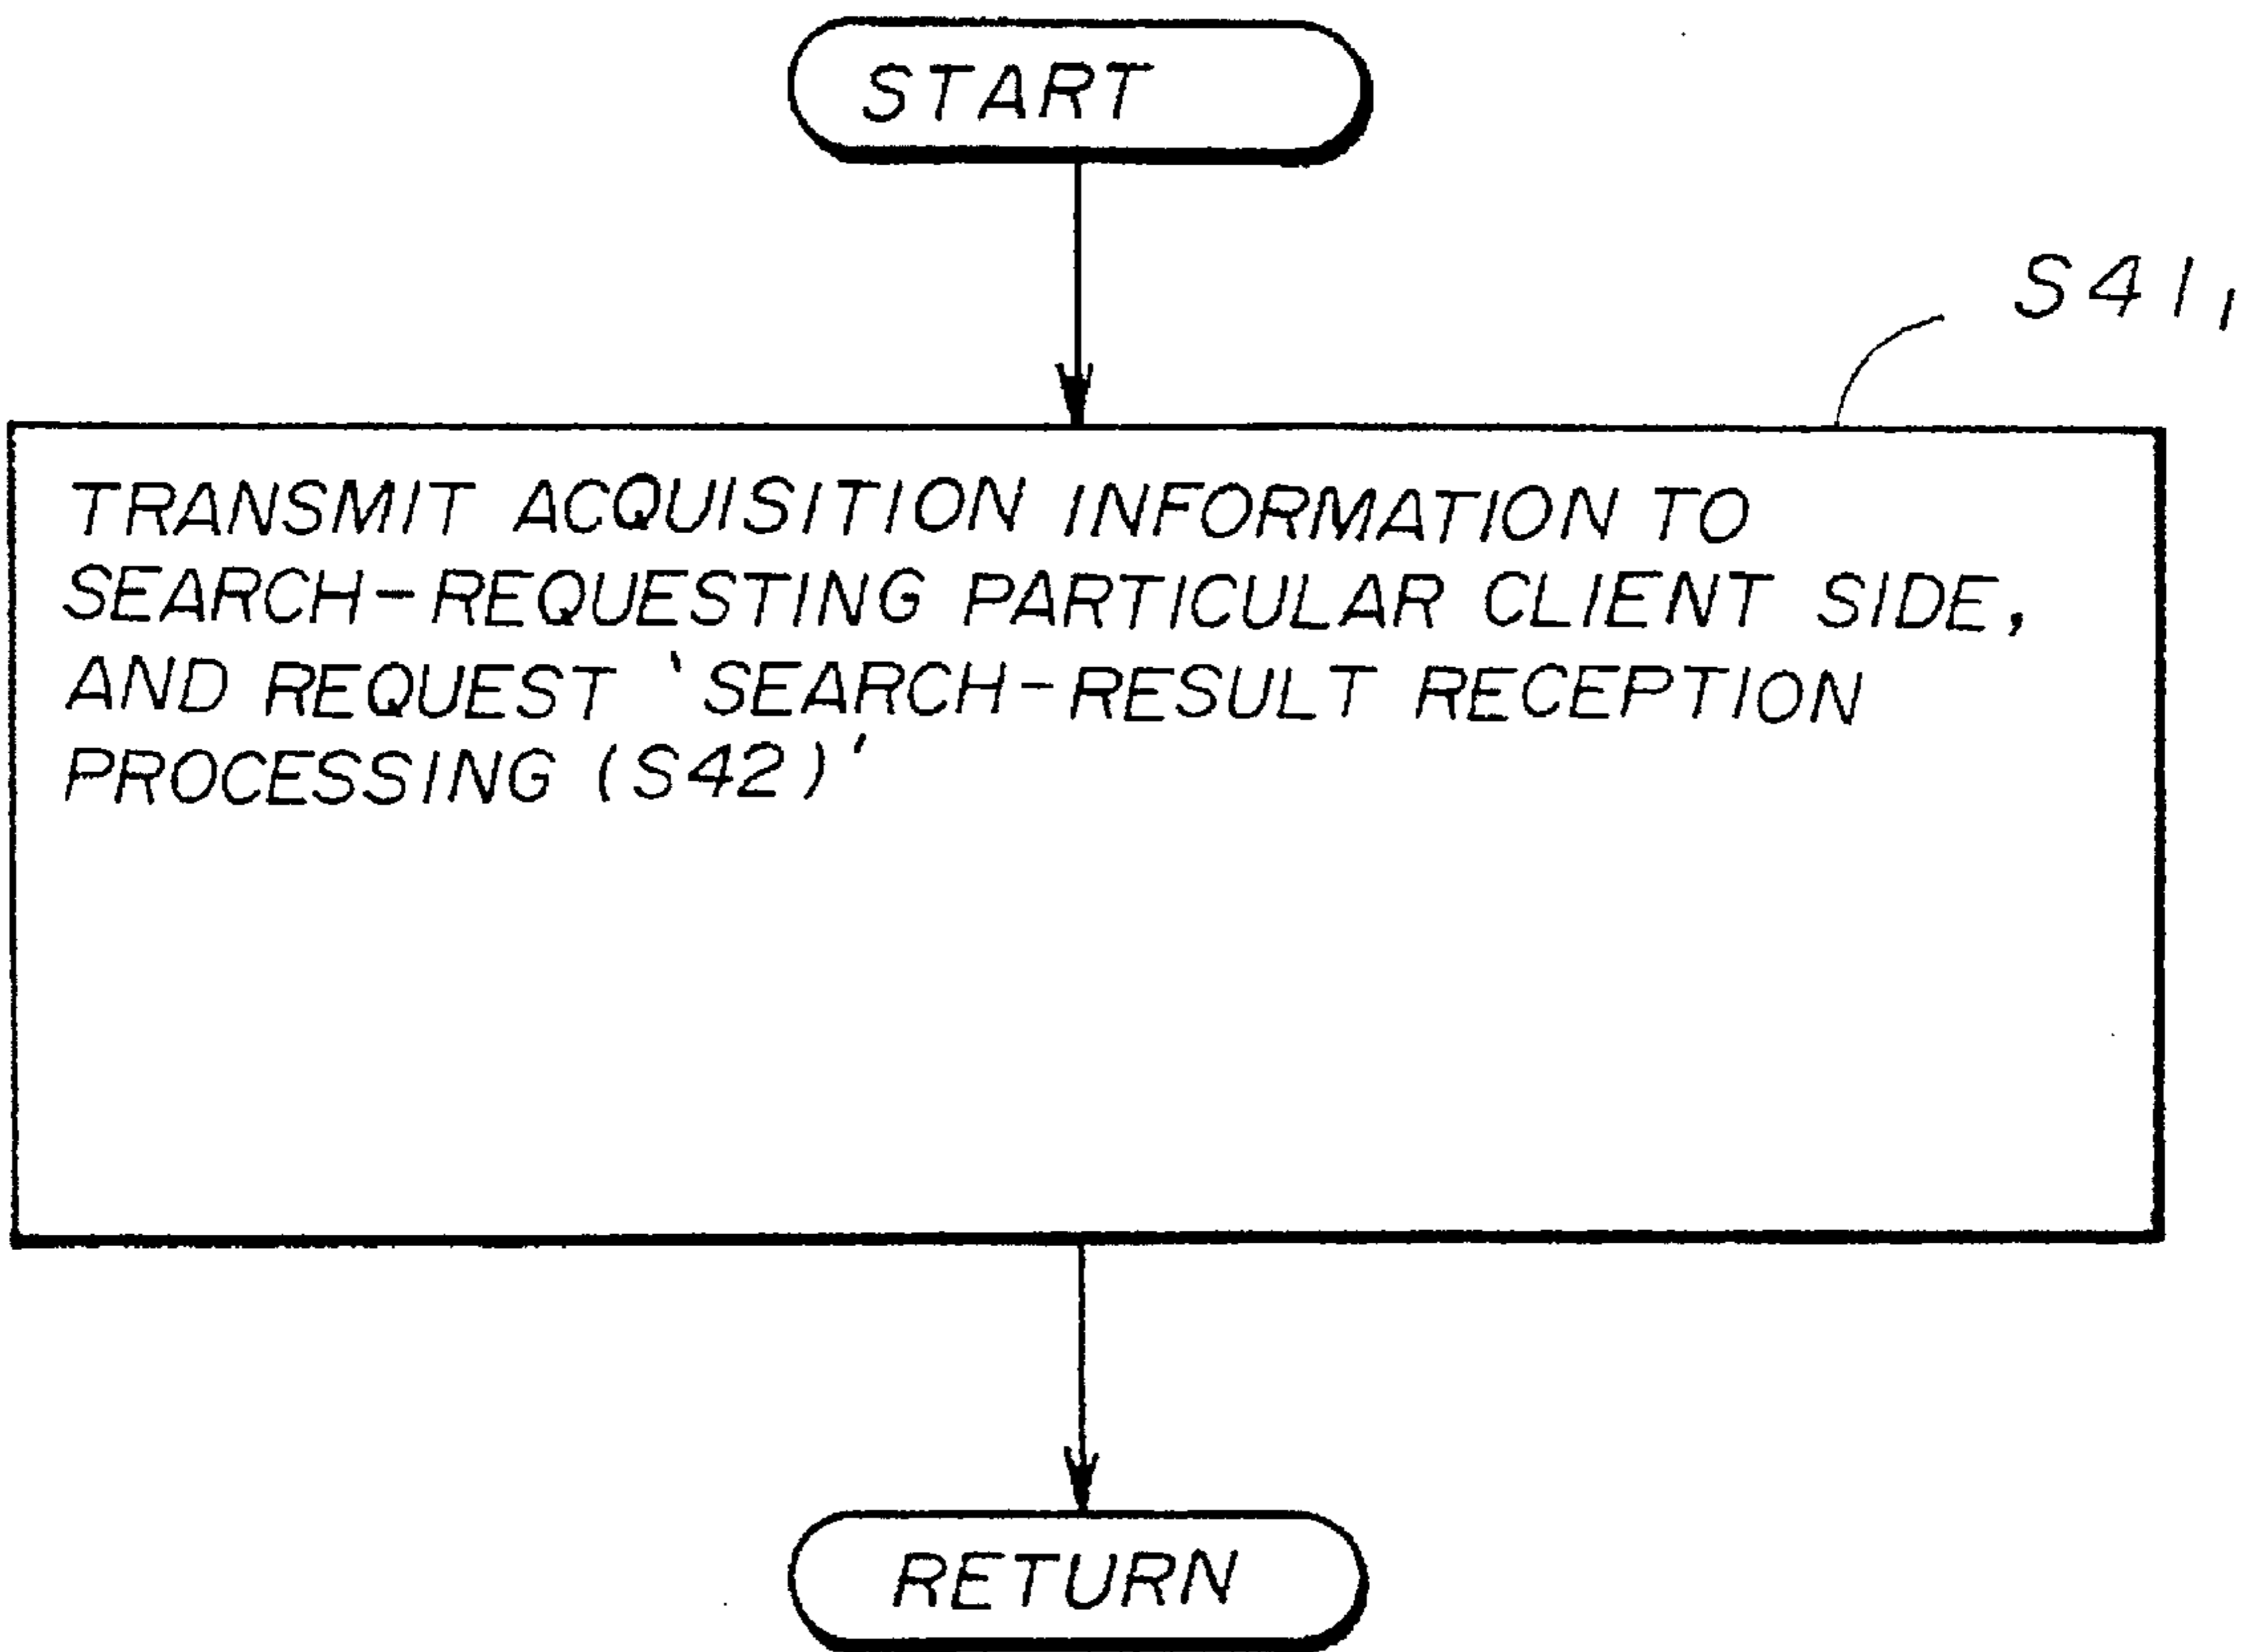 START
S41₁
TRANSMIT ACQUISITION INFORMATION TO
SEARCH-REQUESTING PARTICULAR CLIENT SIDE,
AND REQUEST ‵SEARCH-RESULT RECEPTION
PROCESSING (S42)′
RETURN